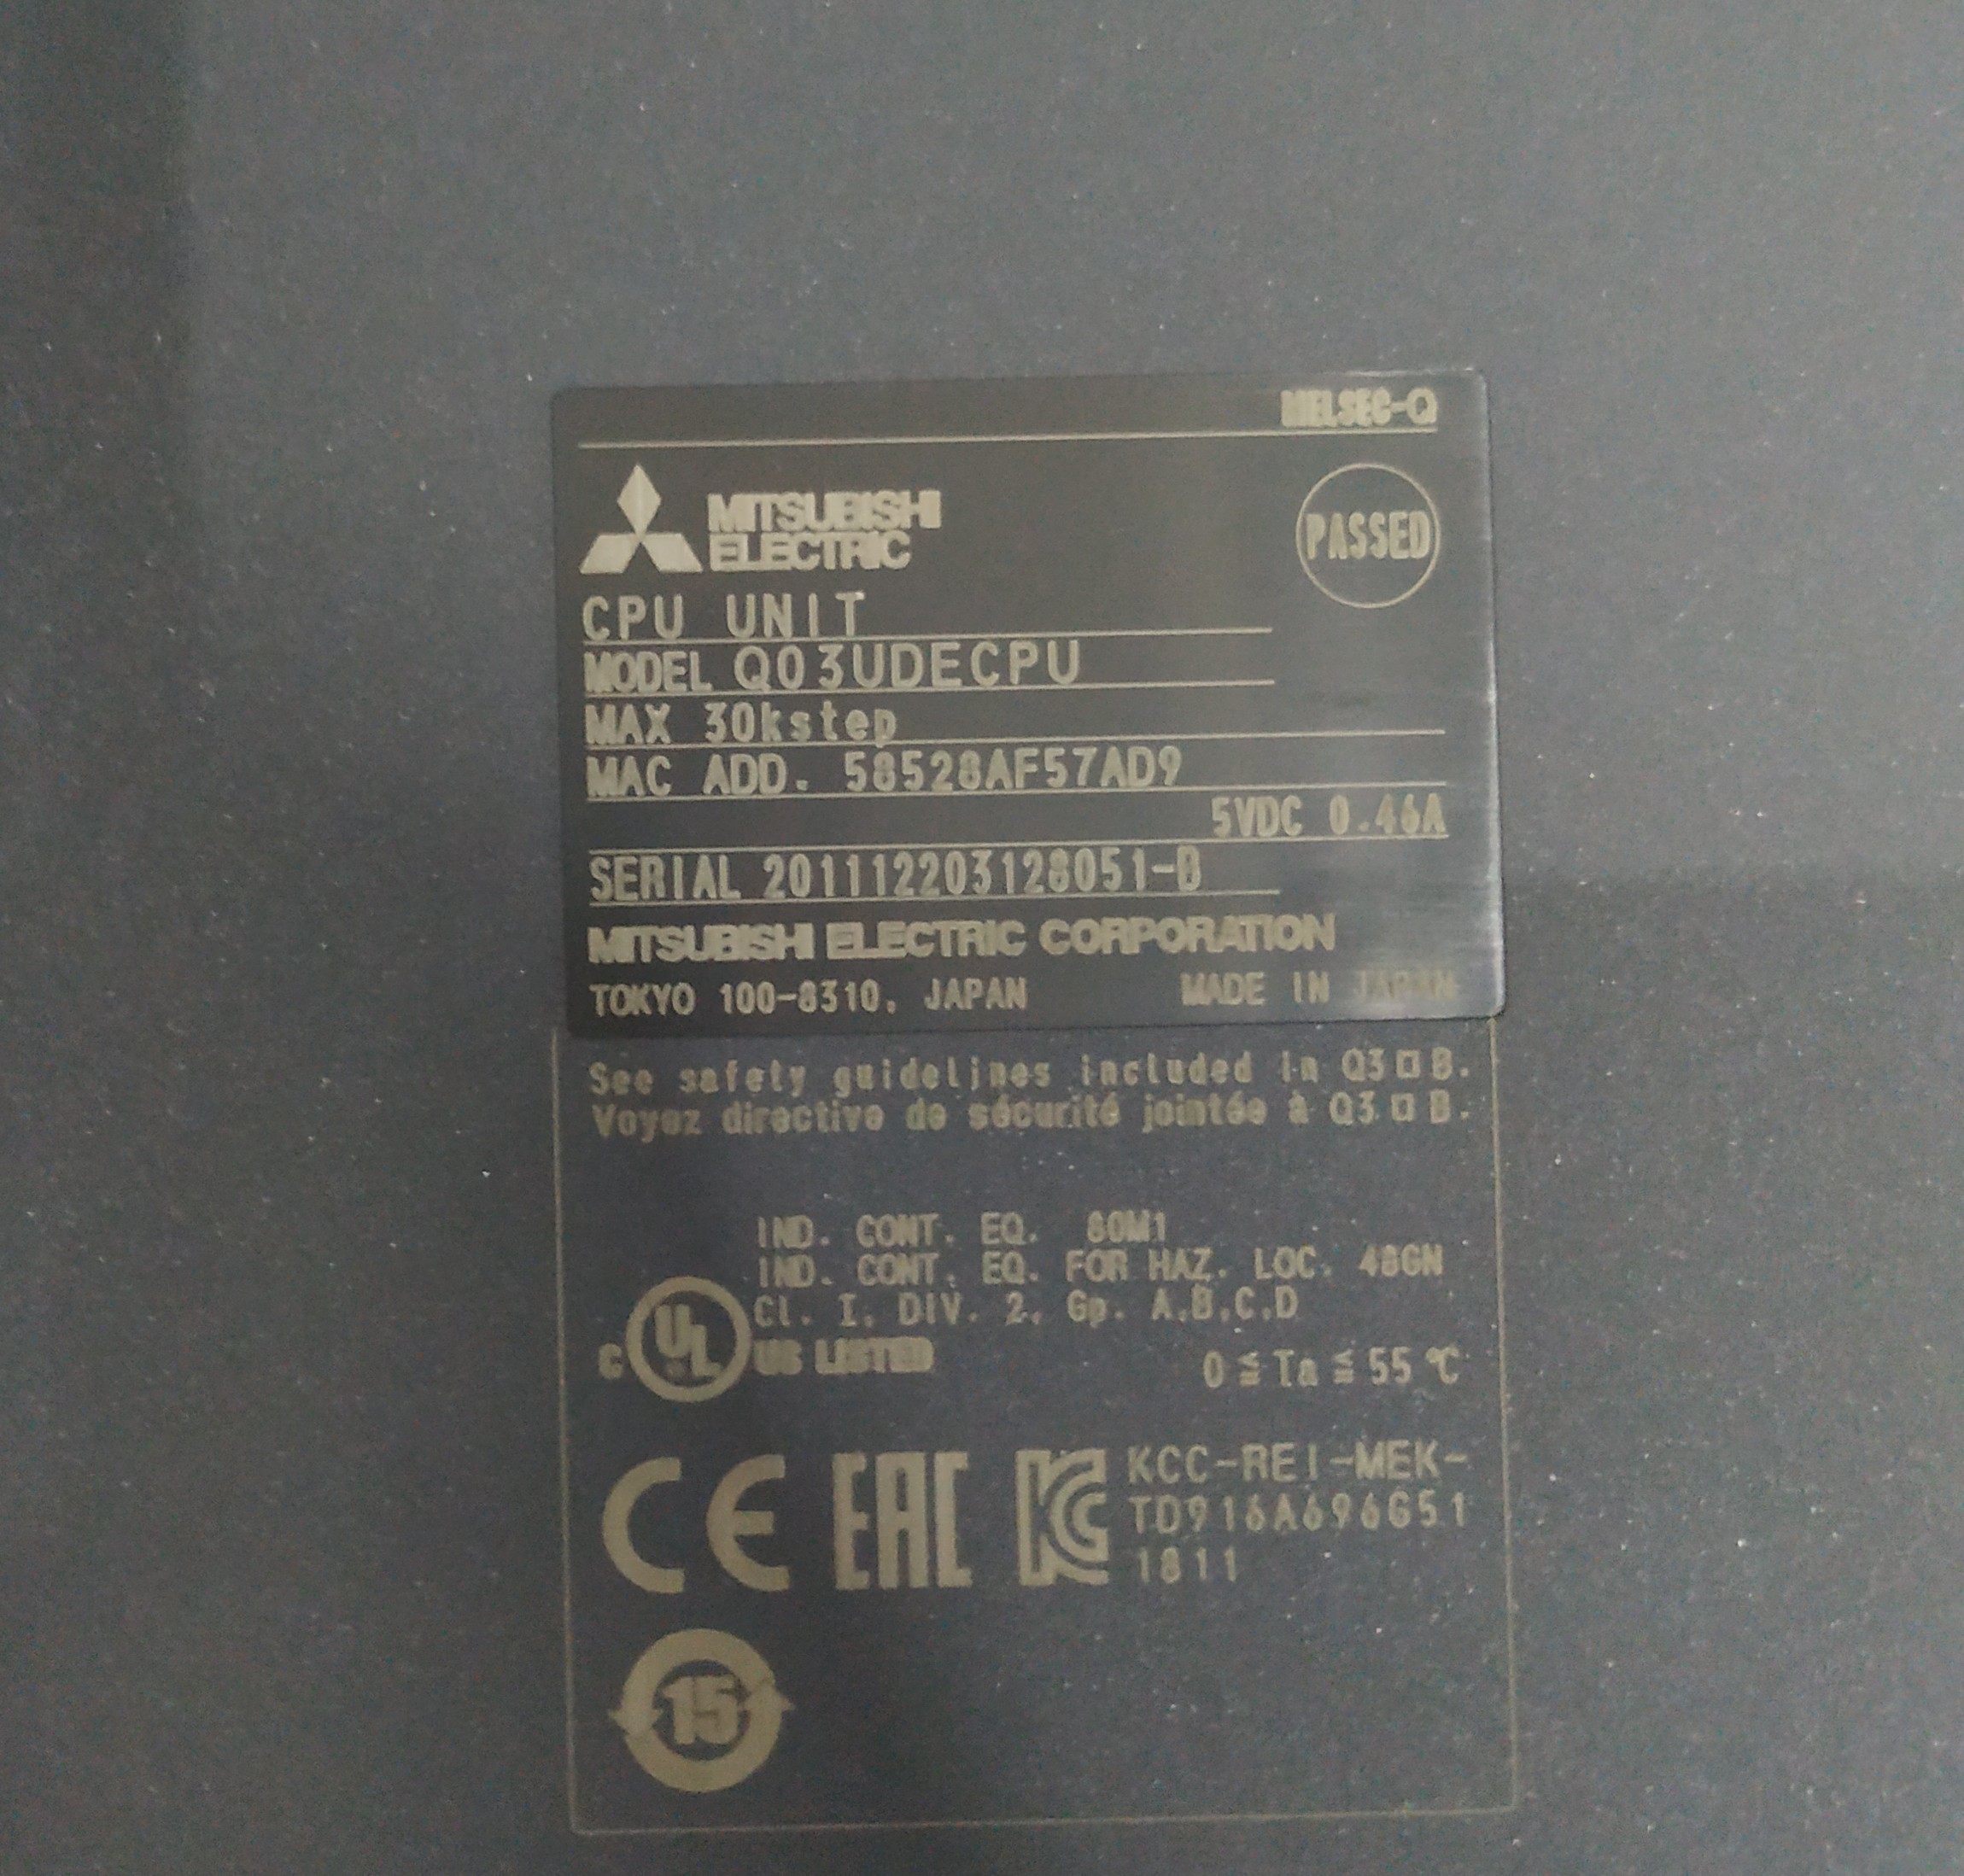 MELSEC-Q
MITSUBISHI
ELECTRIC
PASSED
CPU UNIT
MODEL Q03UDECPU
MAX 30kstep
MAC ADD. 58528AF57AD9
5VDC 0.46A
SERIAL 201112203128051-B
MITSUBISHI ELECTRIC CORPORATION
TOKYO 100-8310, JAPAN MADE IN JAPAN
See safety guidelines included in Q3□B.
Voyez directive de sécurité jointée à Q3□B.
IND. CONT. EQ. 80M1
IND. CONT. EQ. FOR HAZ. LOC. 48GN
Cl. I, DIV. 2, Gp. A,B,C,D
C UL US LISTED 0≦Ta≦55℃
CE EAC KC KCC-REI-MEK-
TD916A696G51
1811
15